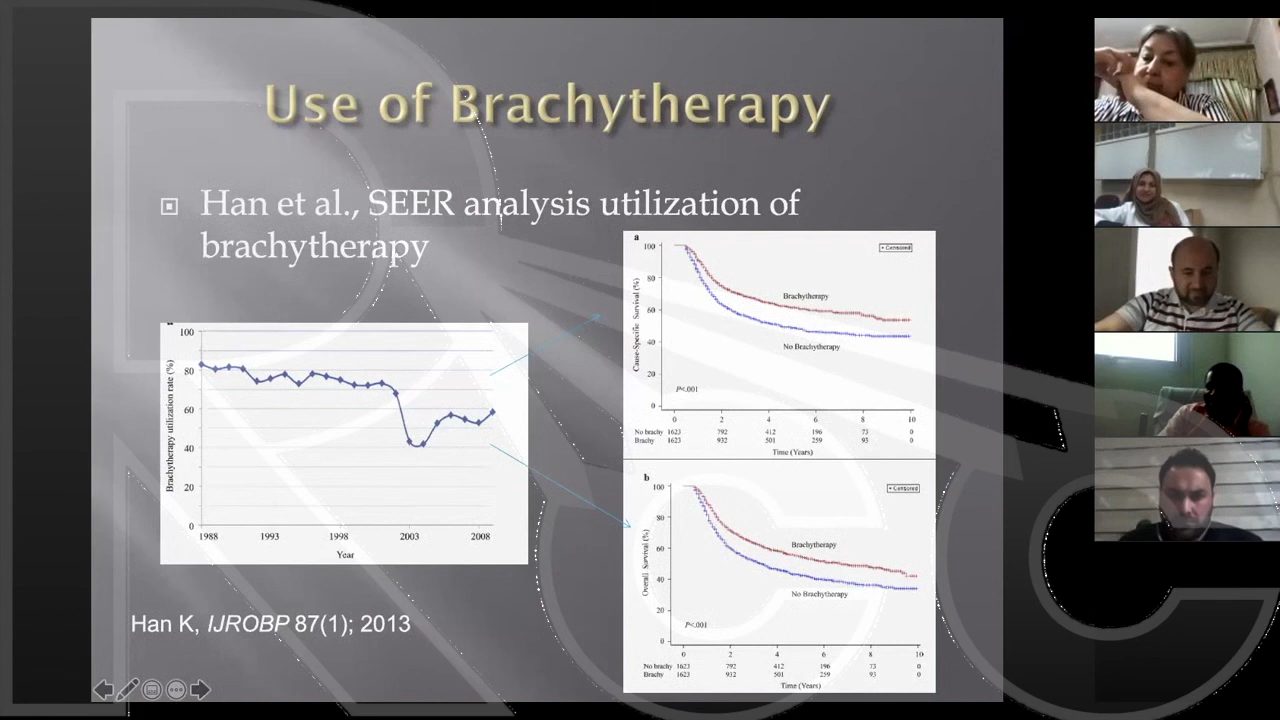 Use of Brachytherapy
Han et al., SEER analysis utilization of
brachytherapy
a
100
80
60
40
20
0
Brachytherapy utilization rate (%)
1988
1993
1998
2003
2008
Year
a
100
80
60
40
20
0
Cause-Specific Survival (%)
+ Censored
Brachytherapy
No Brachytherapy
P<.001
0 2 4 6 8 10
No brachy 1623 792 412 196 73 0
Brachy 1623 932 501 259 93 0
Time (Years)
b
100
80
60
40
20
0
Overall Survival (%)
+ Censored
Brachytherapy
No Brachytherapy
P<.001
0 2 4 6 8 10
No brachy 1623 792 412 196 73 0
Brachy 1623 932 501 259 93 0
Time (Years)
Han K, IJROBP 87(1); 2013